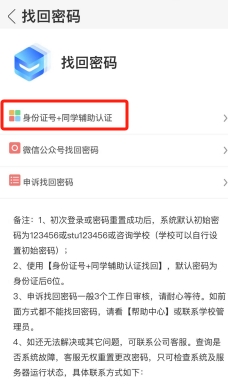 找回密码
找回密码
身份证号+同学辅助认证
微信公众号找回密码
申诉找回密码
备注：1、初次登录或密码重置成功后，系统默认初始密
码为123456或stu123456或咨询学校（学校可以自行设
置初始密码）；
2、使用【身份证号+同学辅助认证找回】，默认密码为
身份证后6位。
3、申诉找回密码一般3个工作日审核，请耐心等待。如前
面方式都不能找回密码，请看【帮助中心】或联系学校管
理员。
4、如还无法解决或其它问题，可联系公司客服。查询是
否系统故障，客服无权重置更改密码，只可检查系统及服
务器运行状态，具体联系方式如下：